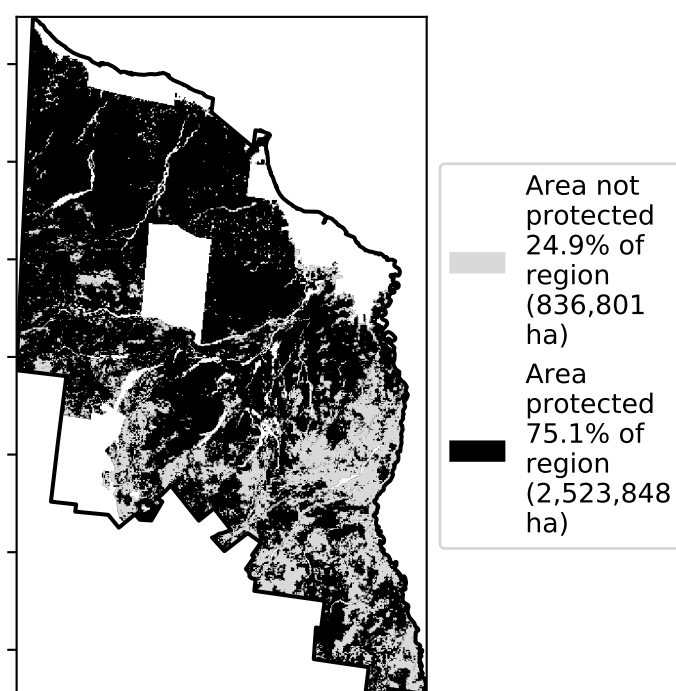 Area not
protected
24.9% of
region
(836,801
ha)
Area
protected
75.1% of
region
(2,523,848
ha)